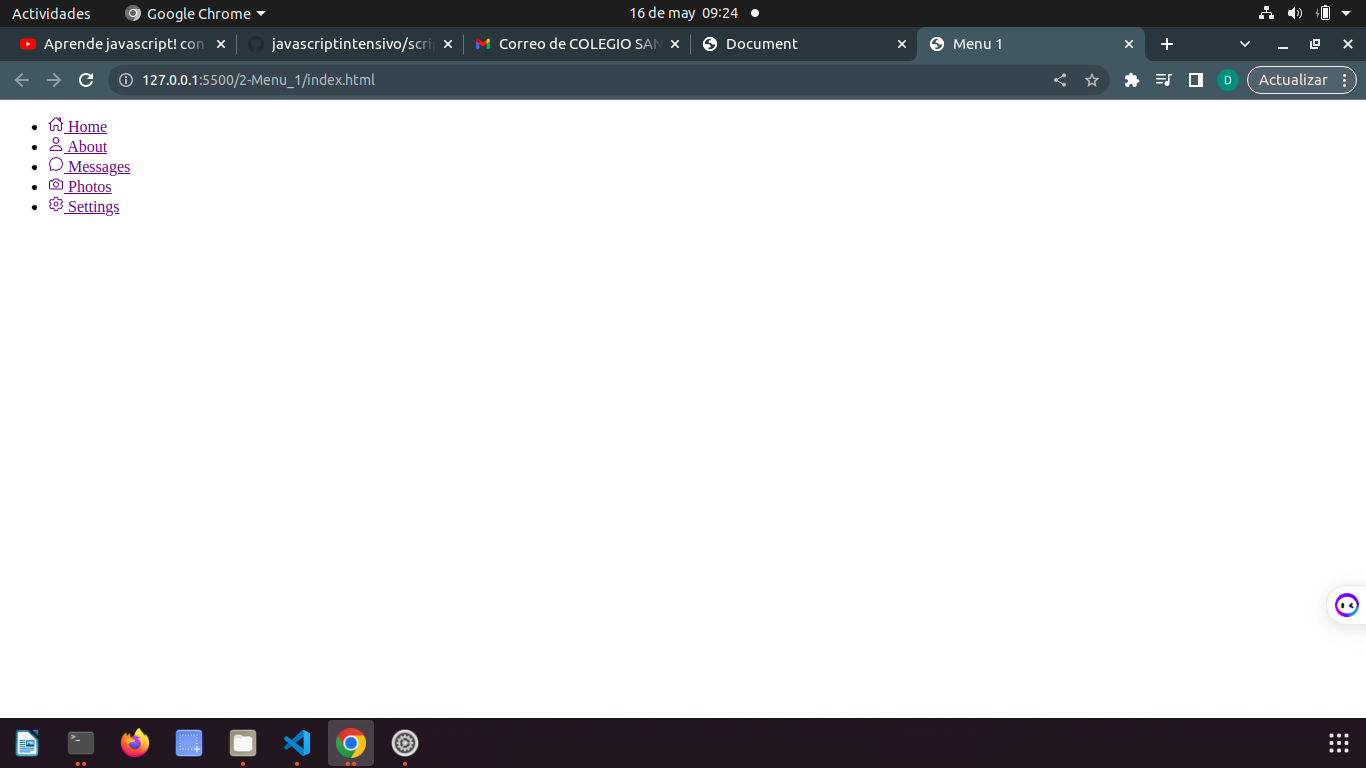 Actividades Google Chrome 16 de may 09:24
Aprende javascript! con javascriptintensivo/scri Correo de COLEGIO SAN Document Menu 1
127.0.0.1:5500/2-Menu_1/index.html D Actualizar
Home
About
Messages
Photos
Settings